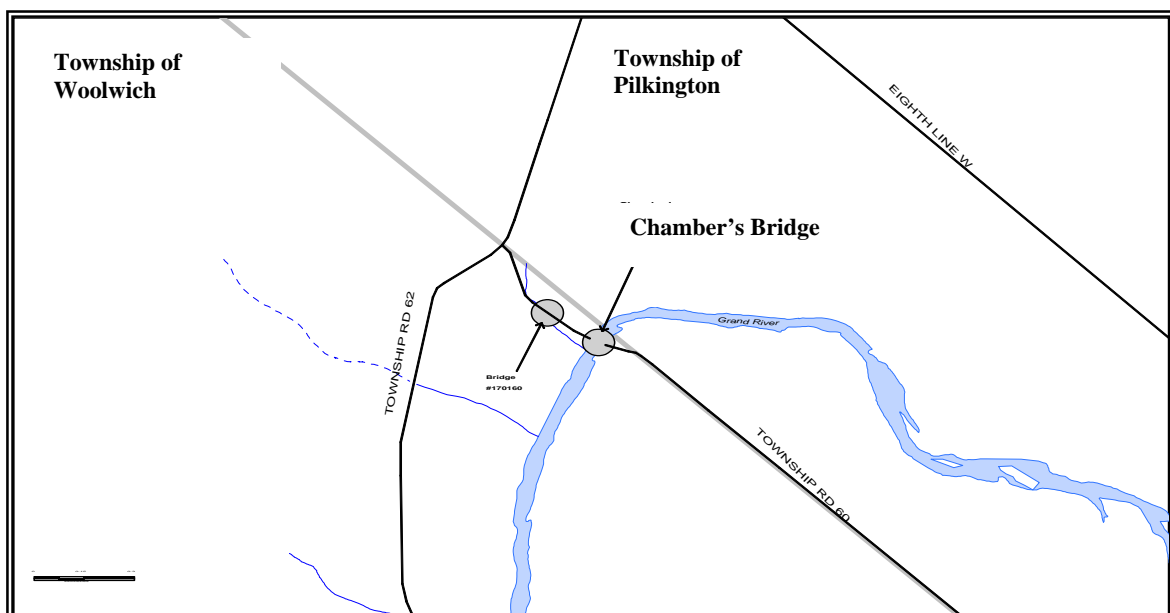 Township of
Woolwich
Township of
Pilkington
EIGHTH LINE W
Chamber’s Bridge
TOWNSHIP RD 62
Grand River
Bridge
#170160
TOWNSHIP RD 60